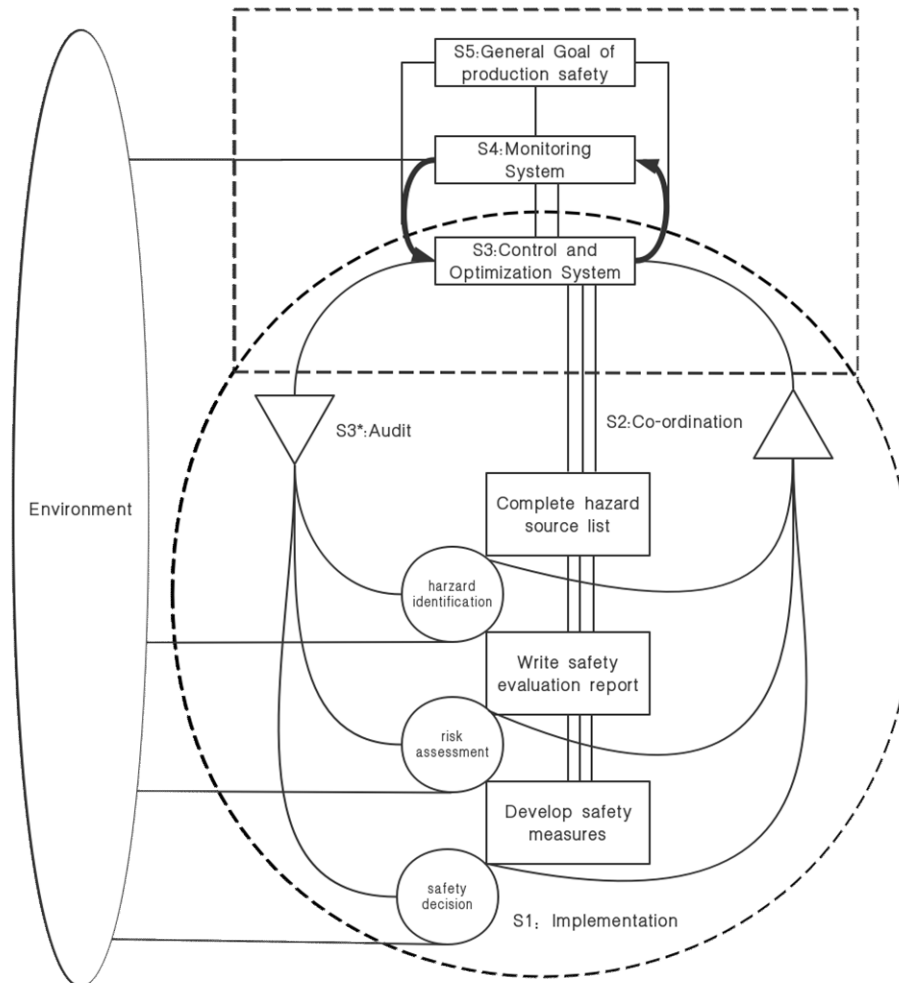 S5:General Goal of
production safety
S4:Monitoring
System
S3:Control and
Optimization System
S3*:Audit
S2:Co-ordination
Environment
Complete hazard
source list
harzard
identification
Write safety
evaluation report
risk
assessment
Develop safety
measures
safety
decision
S1: Implementation